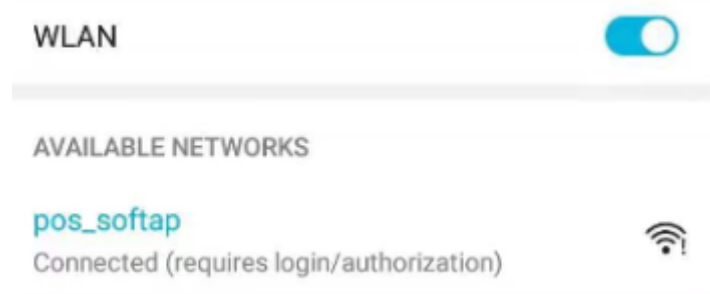 WLAN
AVAILABLE NETWORKS
pos_softap
Connected (requires login/authorization)